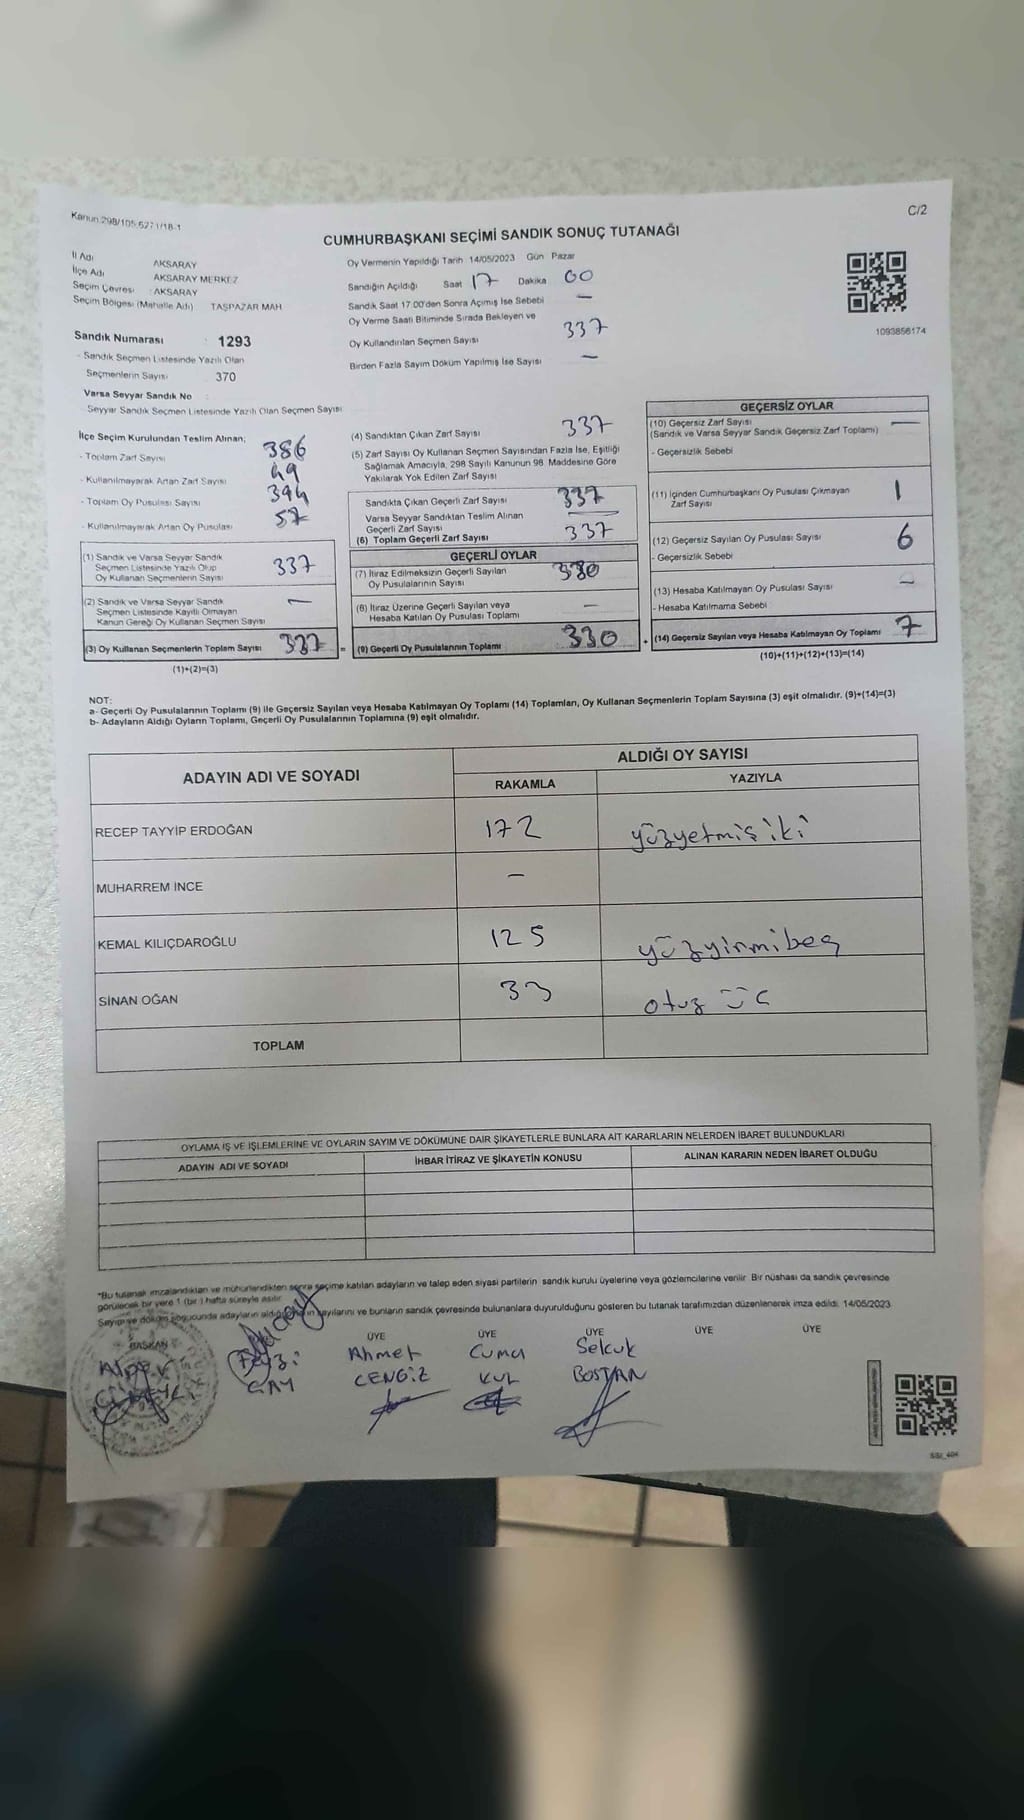 Kanun:298/105;6271/18-1
C/2
CUMHURBAŞKANI SEÇİMİ SANDIK SONUÇ TUTANAĞI
İl Adı AKSARAY
İlçe Adı AKSARAY MERKEZ
Seçim Çevresi : AKSARAY
Seçim Bölgesi (Mahalle Adı) TAŞPAZAR MAH
Oy Vermenin Yapıldığı Tarih 14/05/2023 Gün Pazar
Sandığın Açıldığı Saat 17 Dakika 00
Sandık Saat 17.00'den Sonra Açılmış İse Sebebi —
Oy Verme Saati Bitiminde Sırada Bekleyen ve
Oy Kullandırılan Seçmen Sayısı 337
Birden Fazla Sayım Döküm Yapılmış İse Sayısı —
1093856174
Sandık Numarası : 1293
- Sandık Seçmen Listesinde Yazılı Olan
Seçmenlerin Sayısı 370
Varsa Seyyar Sandık No
- Seyyar Sandık Seçmen Listesinde Yazılı Olan Seçmen Sayısı
İlçe Seçim Kurulundan Teslim Alınan;
- Toplam Zarf Sayısı 386
- Kullanılmayarak Artan Zarf Sayısı 49
- Toplam Oy Pusulası Sayısı 394
- Kullanılmayarak Artan Oy Pusulası 57
(1) Sandık ve Varsa Seyyar Sandık
Seçmen Listesinde Yazılı Olup
Oy Kullanan Seçmenlerin Sayısı 337
(2) Sandık ve Varsa Seyyar Sandık
Seçmen Listesinde Kayıtlı Olmayan
Kanun Gereği Oy Kullanan Seçmen Sayısı —
(3) Oy Kullanan Seçmenlerin Toplam Sayısı 337 =
(1)+(2)=(3)
(4) Sandıktan Çıkan Zarf Sayısı 337
(5) Zarf Sayısı Oy Kullanan Seçmen Sayısından Fazla İse, Eşitliği
Sağlamak Amacıyla, 298 Sayılı Kanunun 98. Maddesine Göre
Yakılarak Yok Edilen Zarf Sayısı
Sandıkta Çıkan Geçerli Zarf Sayısı 337
Varsa Seyyar Sandıktan Teslim Alınan
Geçerli Zarf Sayısı —
(6) Toplam Geçerli Zarf Sayısı 337
GEÇERLİ OYLAR
(7) İtiraz Edilmeksizin Geçerli Sayılan
Oy Pusulalarının Sayısı 330
(8) İtiraz Üzerine Geçerli Sayılan veya
Hesaba Katılan Oy Pusulası Toplamı —
(9) Geçerli Oy Pusulalarının Toplamı 330 +
GEÇERSİZ OYLAR
(10) Geçersiz Zarf Sayısı —
(Sandık ve Varsa Seyyar Sandık Geçersiz Zarf Toplamı)
- Geçersizlik Sebebi
(11) İçinden Cumhurbaşkanı Oy Pusulası Çıkmayan
Zarf Sayısı 1
(12) Geçersiz Sayılan Oy Pusulası Sayısı 6
- Geçersizlik Sebebi
(13) Hesaba Katılmayan Oy Pusulası Sayısı —
- Hesaba Katılmama Sebebi
(14) Geçersiz Sayılan veya Hesaba Katılmayan Oy Toplamı 7
(10)+(11)+(12)+(13)=(14)
NOT:
a- Geçerli Oy Pusulalarının Toplamı (9) ile Geçersiz Sayılan veya Hesaba Katılmayan Oy Toplamı (14) Toplamları, Oy Kullanan Seçmenlerin Toplam Sayısına (3) eşit olmalıdır. (9)+(14)=(3)
b- Adayların Aldığı Oyların Toplamı, Geçerli Oy Pusulalarının Toplamına (9) eşit olmalıdır.
ADAYIN ADI VE SOYADI
ALDIĞI OY SAYISI
RAKAMLA YAZIYLA
RECEP TAYYİP ERDOĞAN 172 yüzyetmiş iki
MUHARREM İNCE —
KEMAL KILIÇDAROĞLU 125 yüzyirmibeş
SİNAN OĞAN 33 otuz üç
TOPLAM
OYLAMA İŞ VE İŞLEMLERİNE VE OYLARIN SAYIM VE DÖKÜMÜNE DAİR ŞİKAYETLERLE BUNLARA AİT KARARLARIN NELERDEN İBARET BULUNDUKLARI
ADAYIN ADI VE SOYADI İHBAR İTİRAZ VE ŞİKAYETİN KONUSU ALINAN KARARIN NEDEN İBARET OLDUĞU
*Bu tutanak imzalandıktan ve mühürlendikten sonra seçime katılan adayların ve talep eden siyasi partilerin sandık kurulu üyelerine veya gözlemcilerine verilir. Bir nüshası da sandık çevresinde
görülecek bir yere 1 (bir) hafta süreyle asılır.
Sayım ve döküm sonucunda adayların aldığı oyların sayılarını ve bunların sandık çevresinde bulunanlara duyurulduğunu gösteren bu tutanak tarafımızdan düzenlenerek imza edildi. 14/05/2023
BAŞKAN ÜYE ÜYE ÜYE ÜYE ÜYE
Feyzi Ahmet Cuma Selcuk
GAY CENGİZ KUL BOSTAN